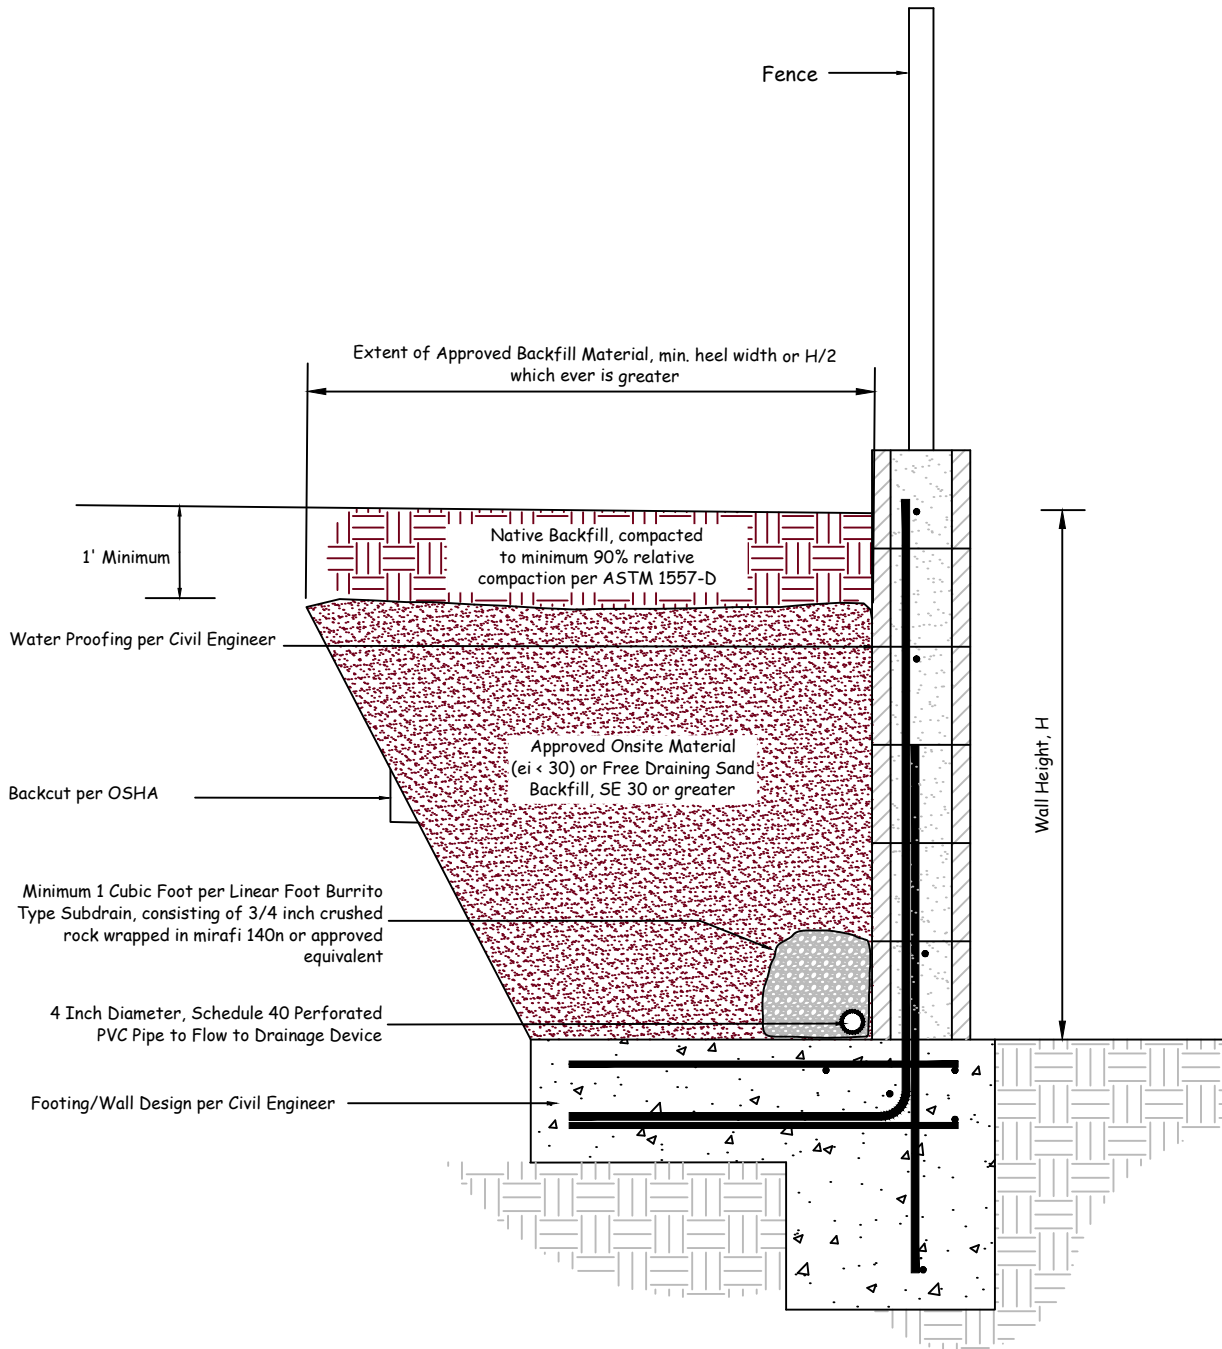 Fence
Extent of Approved Backfill Material, min. heel width or H/2
which ever is greater
Native Backfill, compacted
to minimum 90% relative
compaction per ASTM 1557-D
1' Minimum
Water Proofing per Civil Engineer
Approved Onsite Material
(ei < 30) or Free Draining Sand
Backfill, SE 30 or greater
Wall Height, H
Backcut per OSHA
Minimum 1 Cubic Foot per Linear Foot Burrito
Type Subdrain, consisting of 3/4 inch crushed
rock wrapped in mirafi 140n or approved
equivalent
4 Inch Diameter, Schedule 40 Perforated
PVC Pipe to Flow to Drainage Device
Footing/Wall Design per Civil Engineer